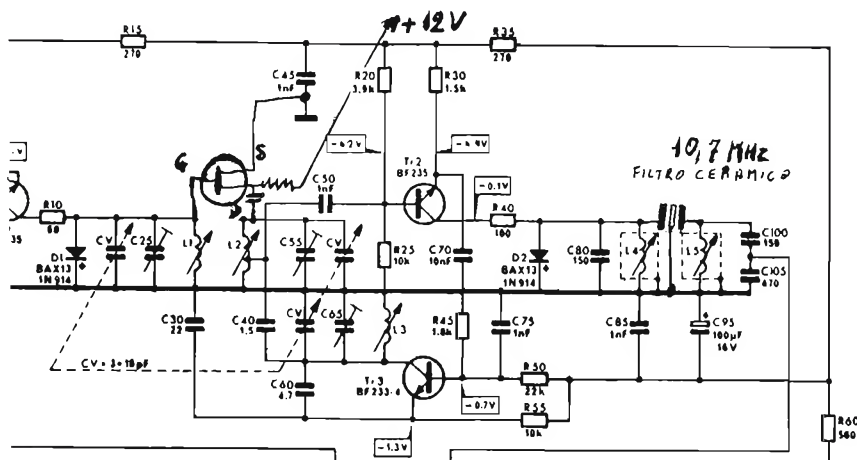 +12V
R15
270
R35
270
C45
1nF
R20
3.9k
R30
1.5k
G
S
-4.2V
-4.9V
10,7 MHz
FILTRO CERAMICO
Tr2
BF235
-0.1V
C50
1nF
R10
68
35
R40
100
L1
L2
C55
CV
R25
10k
C70
10nF
D1
BAX13
1N914
CV
C25
D2
BAX13
1N914
C80
150
L4
L5
C100
150
C105
470
C30
22
C40
1.5
CV
C65
L3
R45
1.8k
C75
1nF
C85
1nF
C95
100µF
16V
CV = 3÷18pF
C60
4.7
Tr3
BF233-4
R50
22k
-0.7V
R55
10k
-1.3V
R60
560